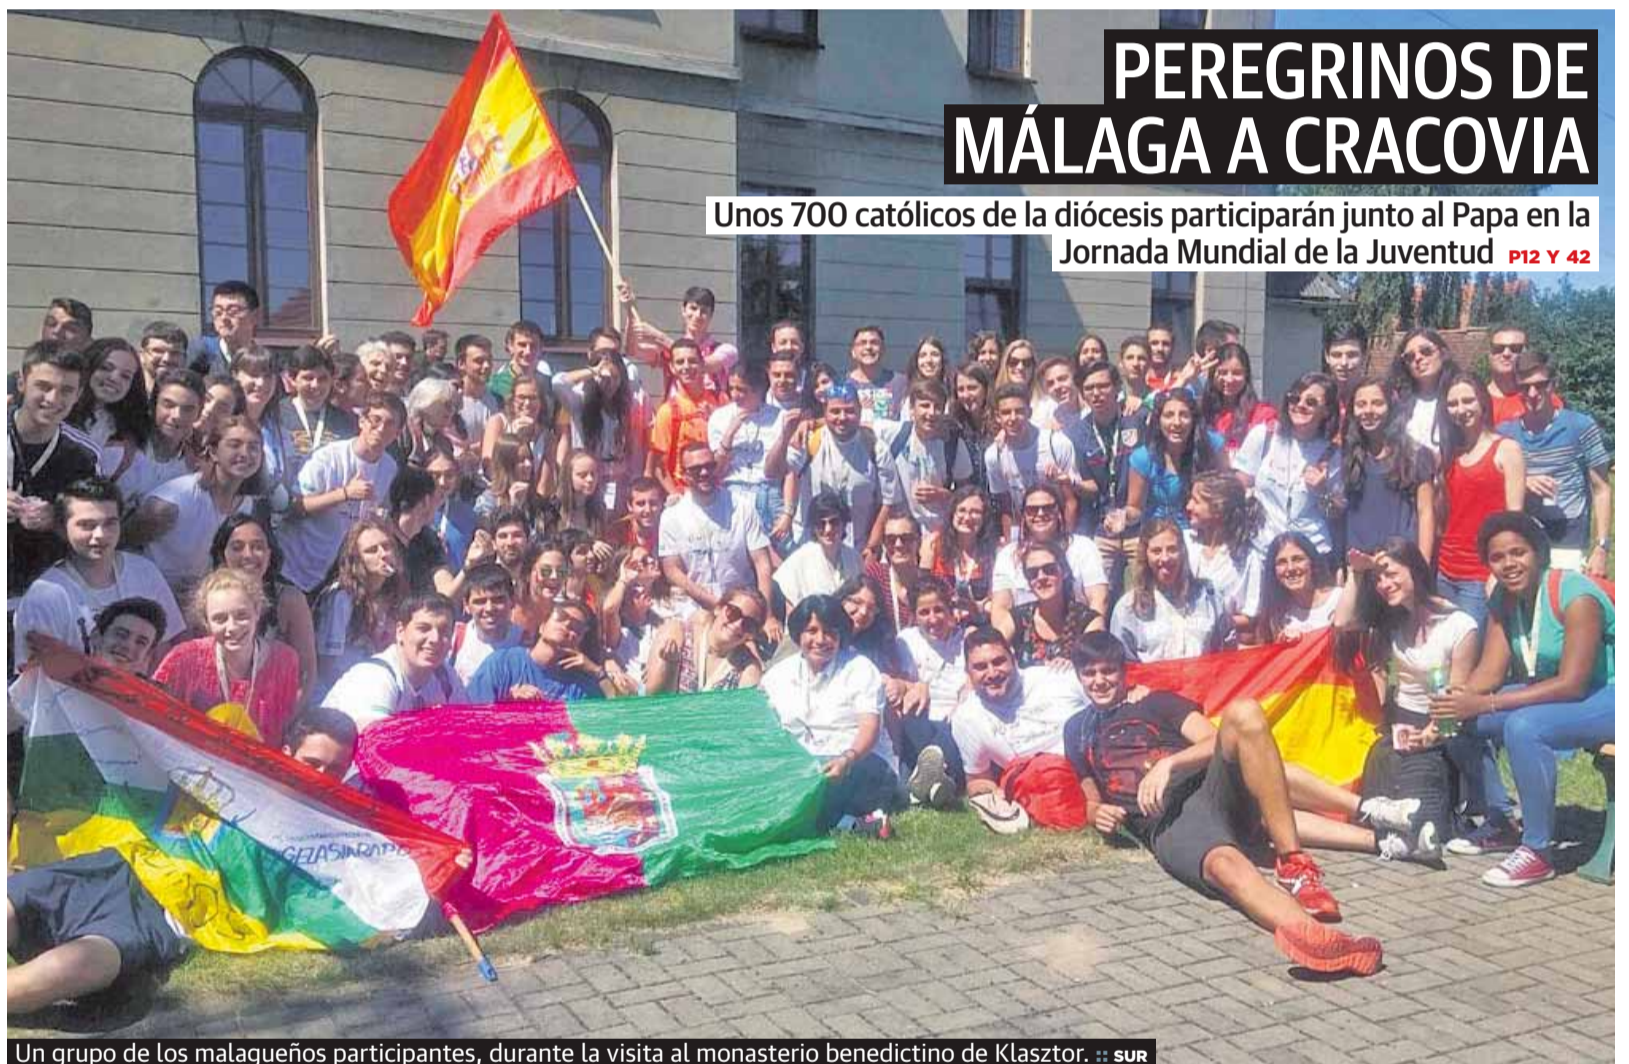 PEREGRINOS DE
MÁLAGA A CRACOVIA
Unos 700 católicos de la diócesis participarán junto al Papa en la
Jornada Mundial de la Juventud P12 Y 42
Un grupo de los malagueños participantes, durante la visita al monasterio benedictino de Klasztor. :: SUR